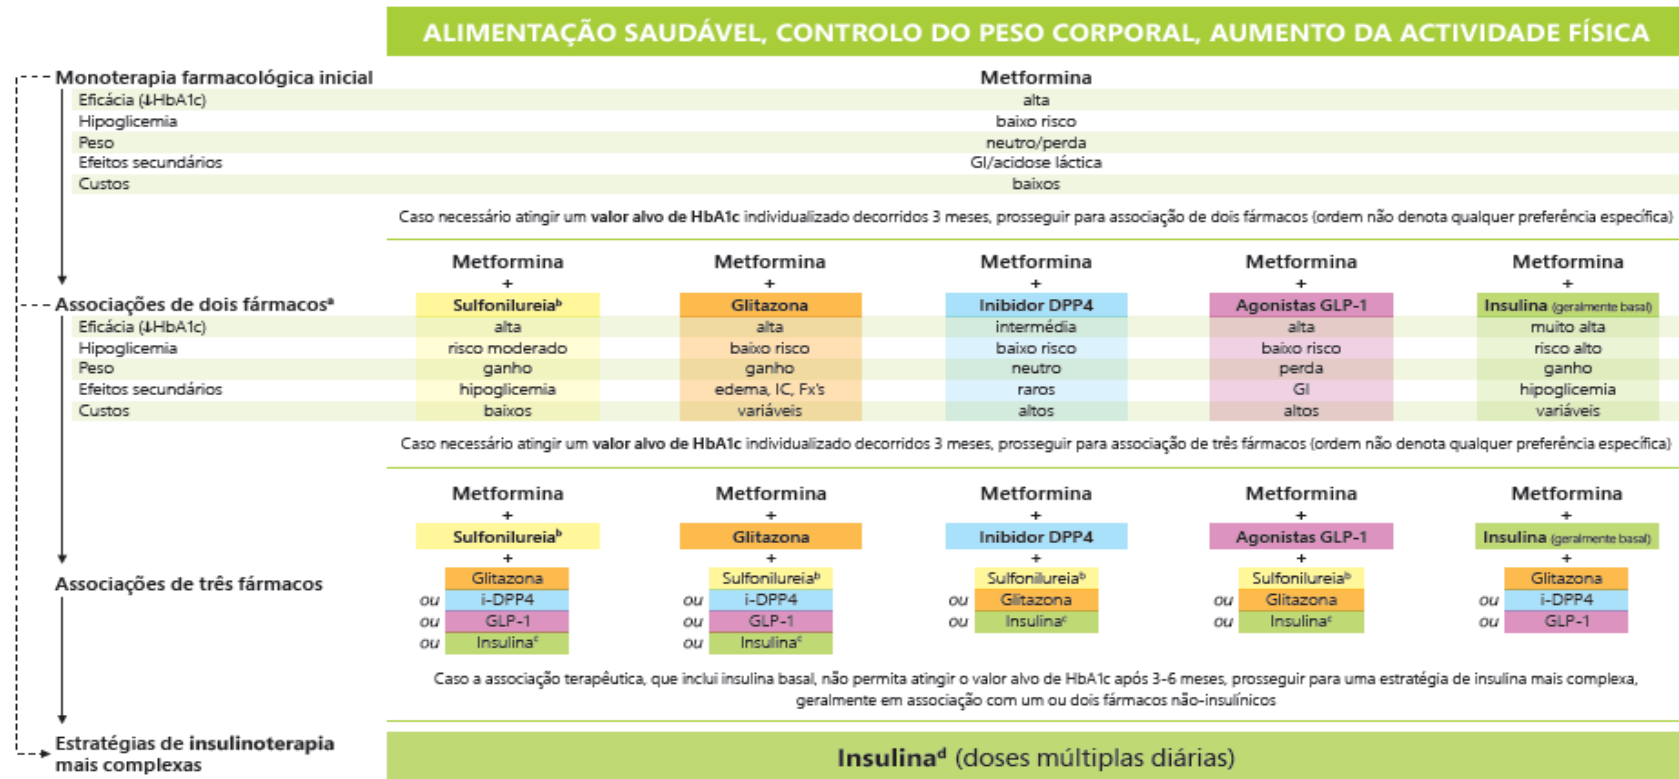 ALIMENTAÇÃO SAUDÁVEL, CONTROLO DO PESO CORPORAL, AUMENTO DA ACTIVIDADE FÍSICA
Monoterapia farmacológica inicial Metformina
Eficácia (↓HbA1c) alta
Hipoglicemia baixo risco
Peso neutro/perda
Efeitos secundários GI/acidose láctica
Custos baixos
Caso necessário atingir um valor alvo de HbA1c individualizado decorridos 3 meses, prosseguir para associação de dois fármacos (ordem não denota qualquer preferência específica)
Metformina Metformina Metformina Metformina Metformina
+ + + + +
Associações de dois fármacosª Sulfonilureiaᵇ Glitazona Inibidor DPP4 Agonistas GLP-1 Insulina (geralmente basal)
Eficácia (↓HbA1c) alta alta intermédia alta muito alta
Hipoglicemia risco moderado baixo risco baixo risco baixo risco risco alto
Peso ganho ganho neutro perda ganho
Efeitos secundários hipoglicemia edema, IC, Fx's raros GI hipoglicemia
Custos baixos variáveis altos altos variáveis
Caso necessário atingir um valor alvo de HbA1c individualizado decorridos 3 meses, prosseguir para associação de três fármacos (ordem não denota qualquer preferência específica)
Metformina Metformina Metformina Metformina Metformina
+ + + + +
Sulfonilureiaᵇ Glitazona Inibidor DPP4 Agonistas GLP-1 Insulina (geralmente basal)
+ + + + +
Associações de três fármacos
Glitazona Sulfonilureiaᵇ Sulfonilureiaᵇ Sulfonilureiaᵇ Glitazona
ou i-DPP4 ou i-DPP4 ou Glitazona ou Glitazona ou i-DPP4
ou GLP-1 ou GLP-1 ou Insulinaᶜ ou Insulinaᶜ ou GLP-1
ou Insulinaᶜ ou Insulinaᶜ
Caso a associação terapêutica, que inclui insulina basal, não permita atingir o valor alvo de HbA1c após 3-6 meses, prosseguir para uma estratégia de insulina mais complexa,
geralmente em associação com um ou dois fármacos não-insulínicos
Estratégias de insulinoterapia
mais complexas
Insulinaᵈ (doses múltiplas diárias)